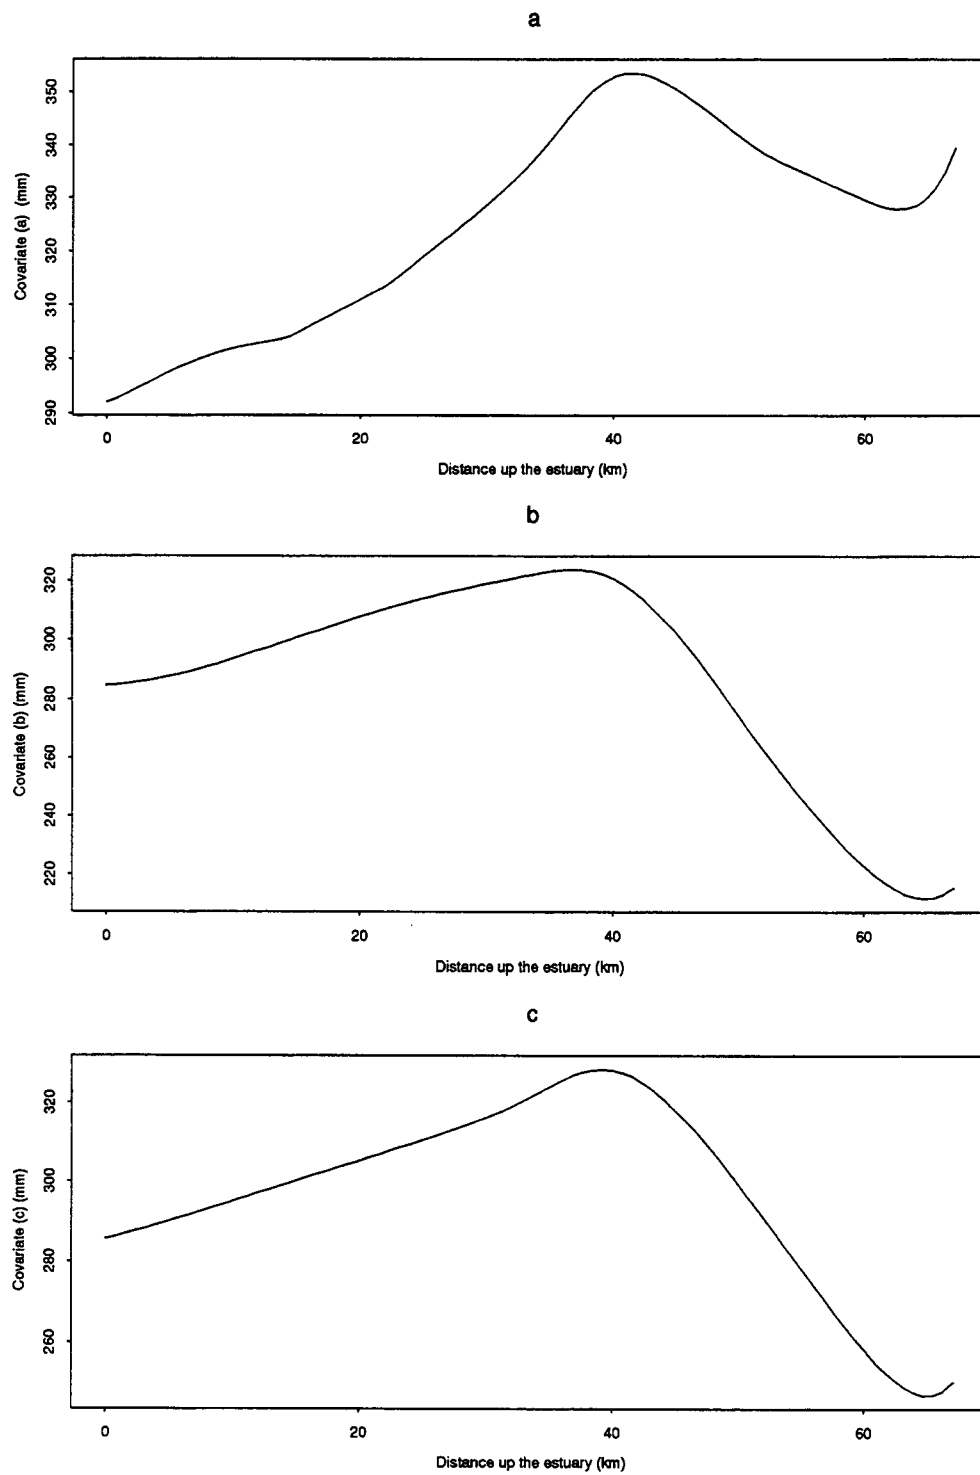 a
Covariate (a) (mm)
350
340
330
320
310
300
290
0 20 40 60
Distance up the estuary (km)
b
Covariate (b) (mm)
320
300
280
260
240
220
0 20 40 60
Distance up the estuary (km)
c
Covariate (c) (mm)
320
300
280
260
0 20 40 60
Distance up the estuary (km)